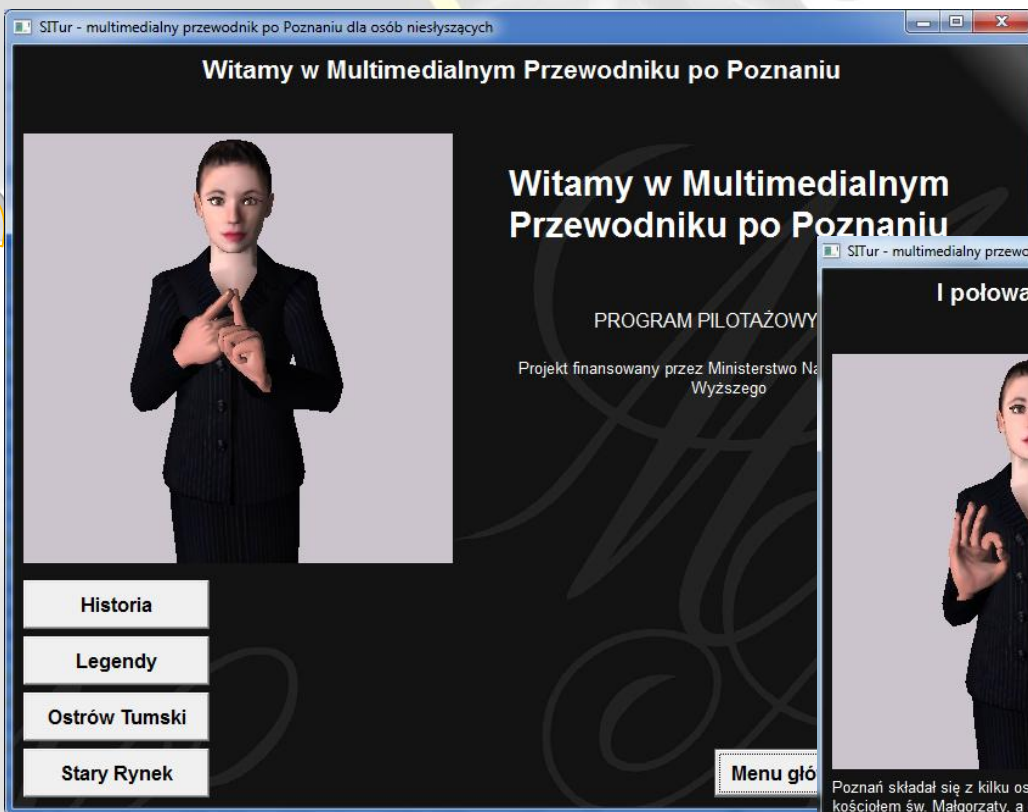 SITur - multimedialny przewodnik po Poznaniu dla osób niesłyszących
Witamy w Multimedialnym Przewodniku po Poznaniu
Witamy w Multimedialnym
Przewodniku po Poznaniu
PROGRAM PILOTAŻOWY
Projekt finansowany przez Ministerstwo Na
Wyższego
Historia
Legendy
Ostrów Tumski
Stary Rynek
Menu głó
SITur - multimedialny przewo
I połowa
Poznań składał się z kilku os
kościołem św. Małgorzaty, a